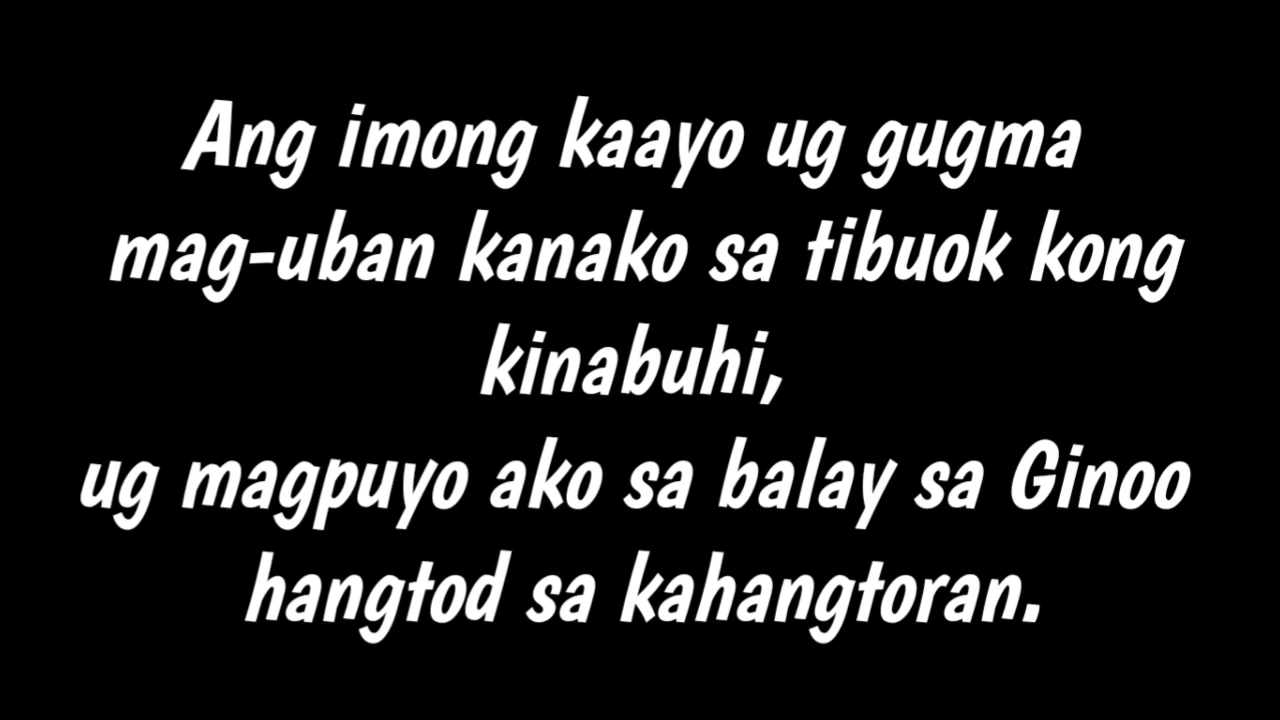 Ang imong kaayo ug gugma
mag-uban kanako sa tibuok kong
kinabuhi,
ug magpuyo ako sa balay sa Ginoo
hangtod sa kahangtoran.